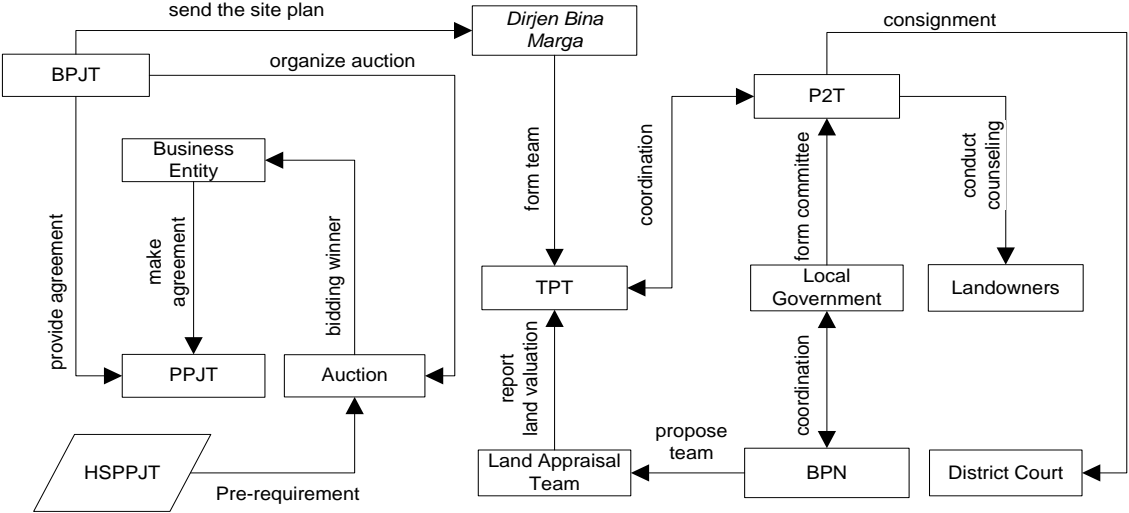 send the site plan
Dirjen Bina
Marga
consignment
BPJT
organize auction
P2T
Business
Entity
form team
coordination
form committee
conduct
counseling
provide agreement
make
agreement
bidding winner
TPT
Local
Government
Landowners
PPJT
Auction
report
land valuation
coordination
HSPPJT
Pre-requirement
Land Appraisal
Team
propose
team
BPN
District Court